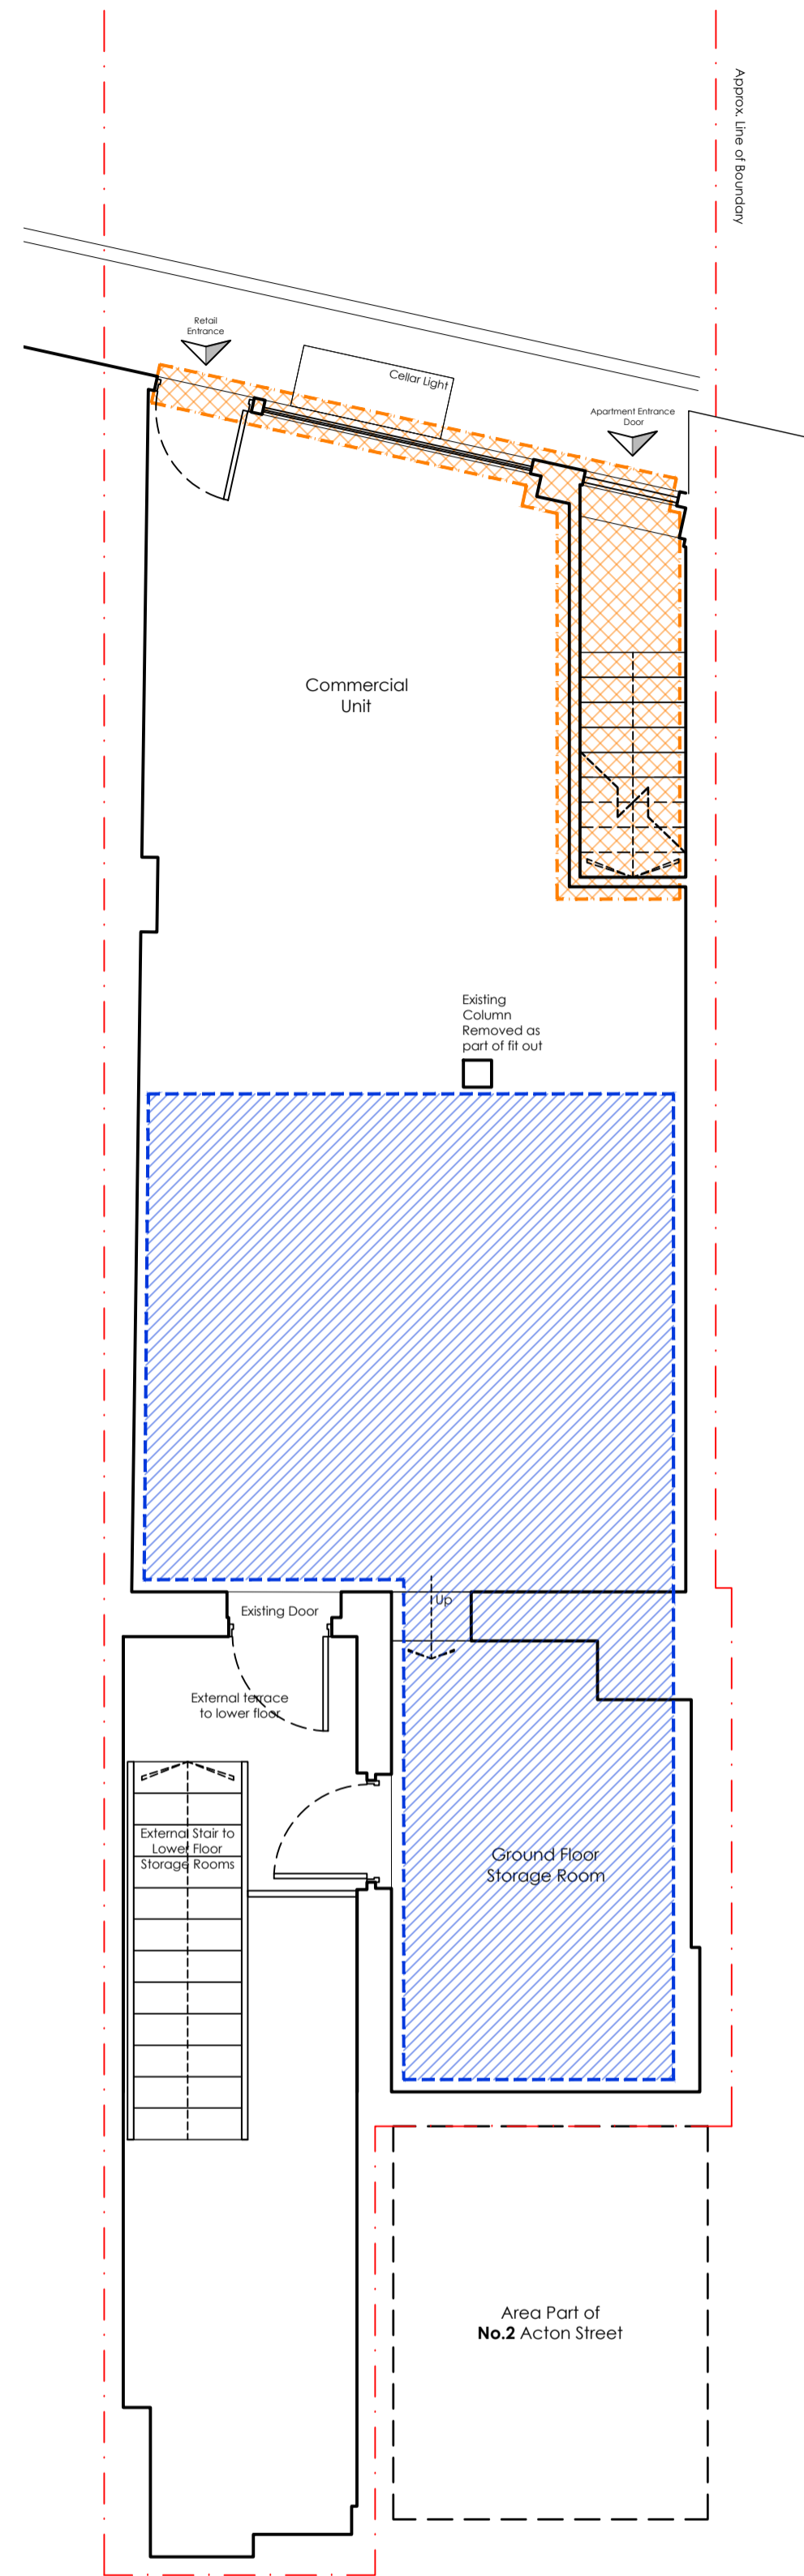 Approx. Line of Boundary
Retail
Entrance
Cellar Light
Apartment Entrance
Door
Commercial
Unit
Existing
Column
Removed as
part of fit out
Up
Existing Door
External terrace
to lower floor
External Stair to
Lower Floor
Storage Rooms
Ground Floor
Storage Room
Area Part of
No.2 Acton Street